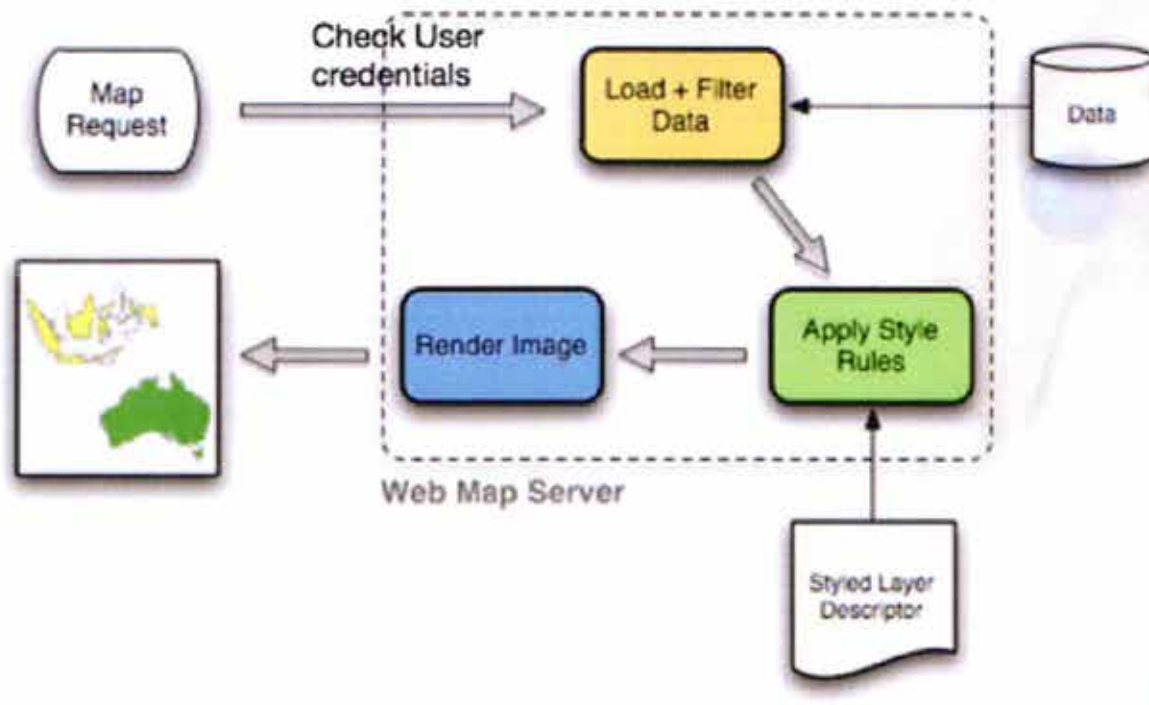 Check User
credentials
Map
Request
Load + Filter
Data
Data
Render Image
Apply Style
Rules
Web Map Server
Styled Layer
Descriptor